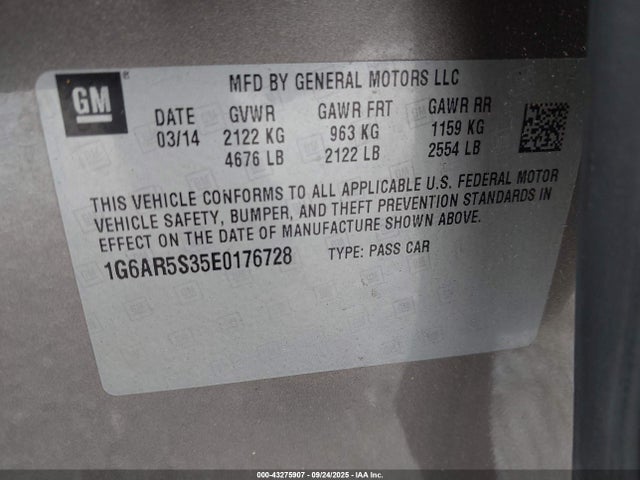 GM ®
MFD BY GENERAL MOTORS LLC
DATE GVWR GAWR FRT GAWR RR
03/14 2122 KG 963 KG 1159 KG
4676 LB 2122 LB 2554 LB
THIS VEHICLE CONFORMS TO ALL APPLICABLE U.S. FEDERAL MOTOR
VEHICLE SAFETY, BUMPER, AND THEFT PREVENTION STANDARDS IN
EFFECT ON THE DATE OF MANUFACTURE SHOWN ABOVE.
1G6AR5S35E0176728 TYPE: PASS CAR
000-43275907 - 09/24/2025 - IAA Inc.